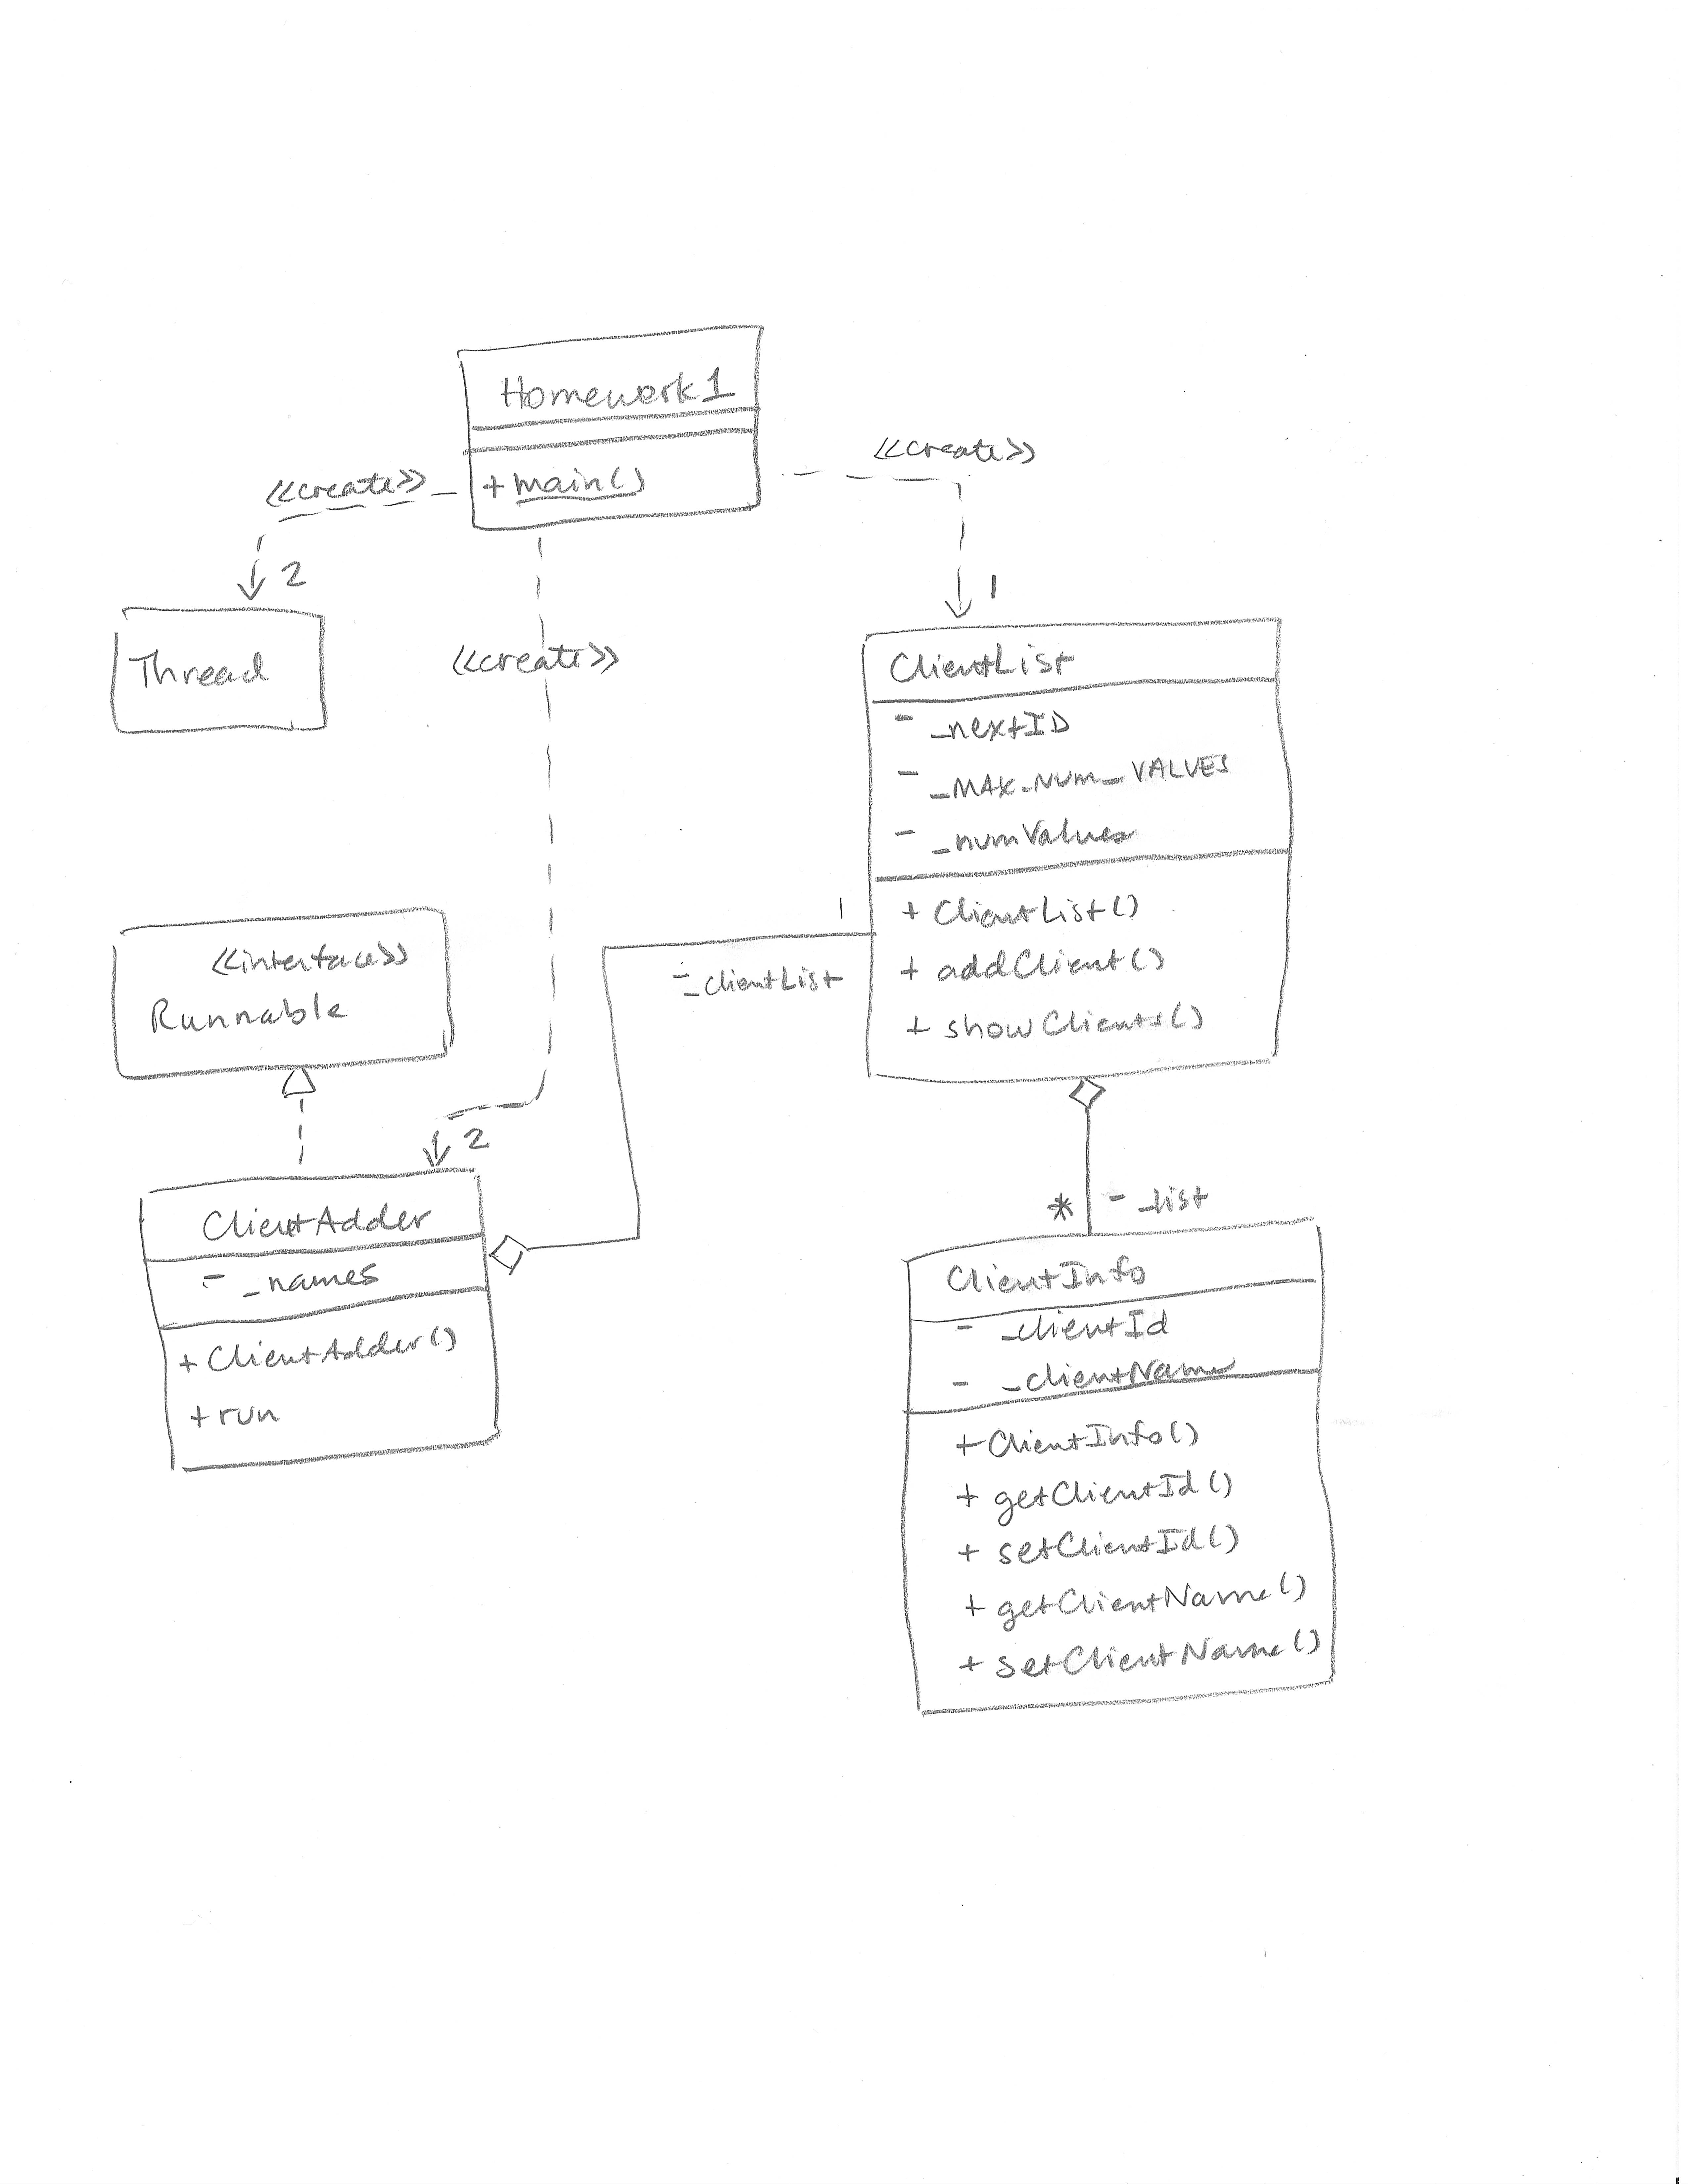 Homework1
+ main()
<<create>>
2
Thread
<<create>>
<<create>>
1
ClientList
- _nextID
- _MAX_NUM_VALUES
- _numValues
+ ClientList()
+ addClient()
+ showClients()
1
- _clientList
<<interface>>
Runnable
2
ClientAdder
- _names
+ ClientAdder()
+ run
* - _list
ClientInfo
- _clientId
- _clientName
+ ClientInfo()
+ getClientId()
+ setClientId()
+ getClientName()
+ setClientName()